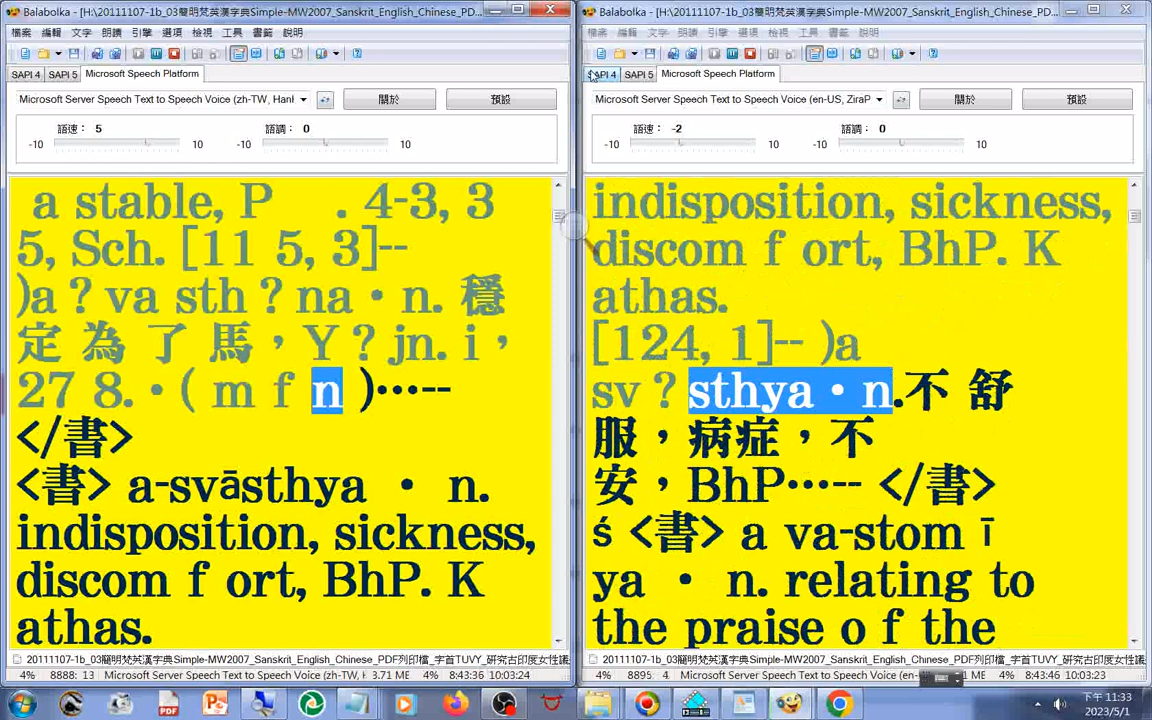 Balabolka - [H:\20111107-1b_03簡明梵英漢字典Simple-MW2007_Sanskrit_English_Chinese_PD...
檔案 編輯 文字 朗讀 引擎 選項 檢視 工具 書籤 說明
SAPI 4 SAPI 5 Microsoft Speech Platform
Microsoft Server Speech Text to Speech Voice (zh-TW, HanH 關於 預設
語速： 5 語調： 0
-10 10 -10 10
a stable, P . 4-3, 3
5, Sch. [11 5, 3]--
)a ? va sth ? na • n. 穩
定 為 了 馬，Y ? jn. i，
27 8. • ( m f n )…--
</書>
<書> a-svāsthya • n.
indisposition, sickness,
discom f ort, BhP. K
athas.
20111107-1b_03簡明梵英漢字典Simple-MW2007_Sanskrit_English_Chinese_PDF列印檔_字首TUVY_研究古印度女性議
4% 8888: 13 Microsoft Server Speech Text to Speech Voice (zh-TW, H 3.71 MB 4% 8:43:36 10:03:24
Balabolka - [H:\20111107-1b_03簡明梵英漢字典Simple-MW2007_Sanskrit_English_Chinese_PD...
檔案 編輯 文字 朗讀 引擎 選項 檢視 工具 書籤 說明
SAPI 4 SAPI 5 Microsoft Speech Platform
Microsoft Server Speech Text to Speech Voice (en-US, ZiraP 關於 預設
語速： -2 語調： 0
-10 10 -10 10
indisposition, sickness,
discom f ort, BhP. K
athas.
[124, 1]-- )a
sv ? sthya • n.不 舒
服，病症，不
安，BhP…-- </書>
ś <書> a va-stom ī
ya • n. relating to
the praise o f the
20111107-1b_03簡明梵英漢字典Simple-MW2007_Sanskrit_English_Chinese_PDF列印檔_字首TUVY_研究古印度女性議
4% 8895: Microsoft Server Speech Text to Speech Voice 3.71 MB 4% 8:43:46 10:03:23
下午 11:33
2023/5/1